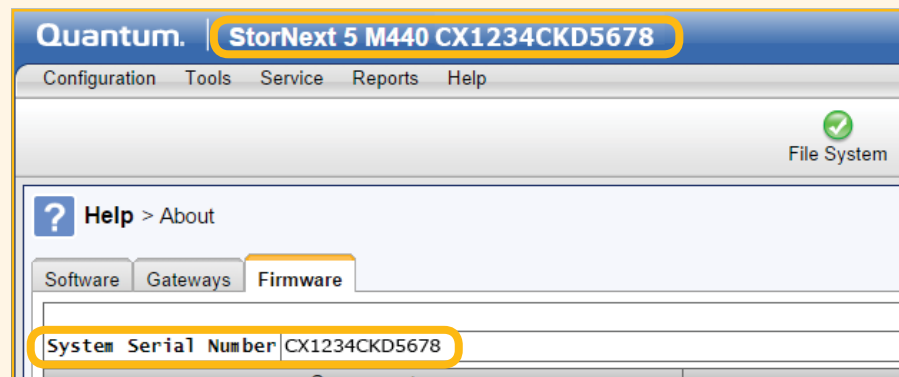 Quantum. StorNext 5 M440 CX1234CKD5678
Configuration Tools Service Reports Help
File System
? Help > About
Software Gateways Firmware
System Serial Number CX1234CKD5678